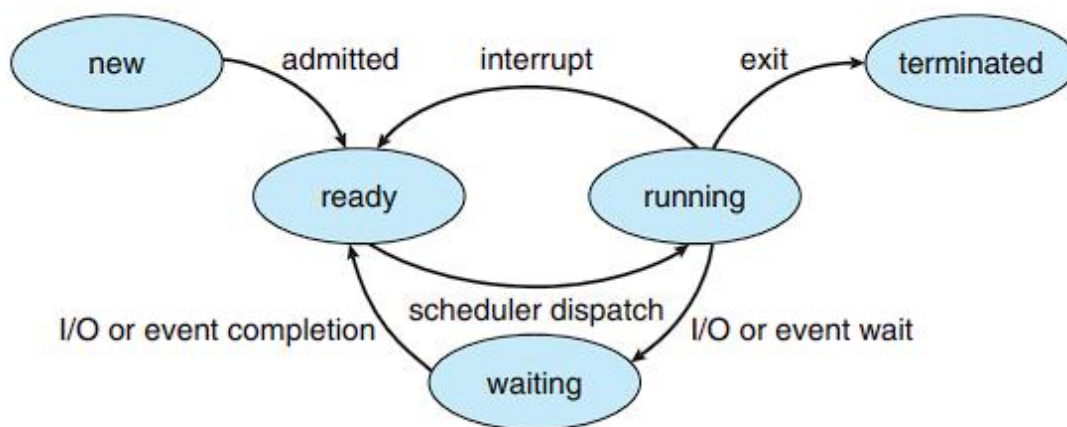 new
admitted
interrupt
exit
terminated
ready
running
scheduler dispatch
I/O or event completion
I/O or event wait
waiting